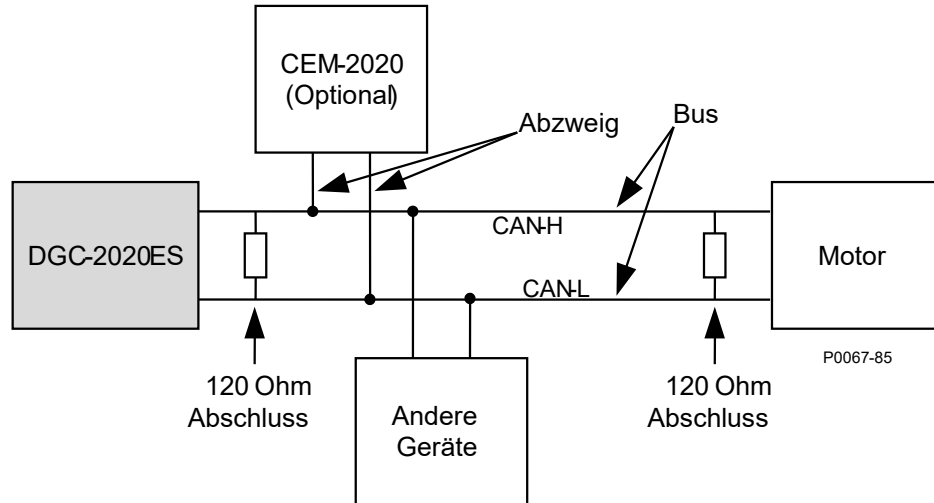 CEM-2020
(Optional)
Abzweig
Bus
DGC-2020ES
CAN-H
CAN-L
Motor
P0067-85
120 Ohm
Abschluss
Andere
Geräte
120 Ohm
Abschluss